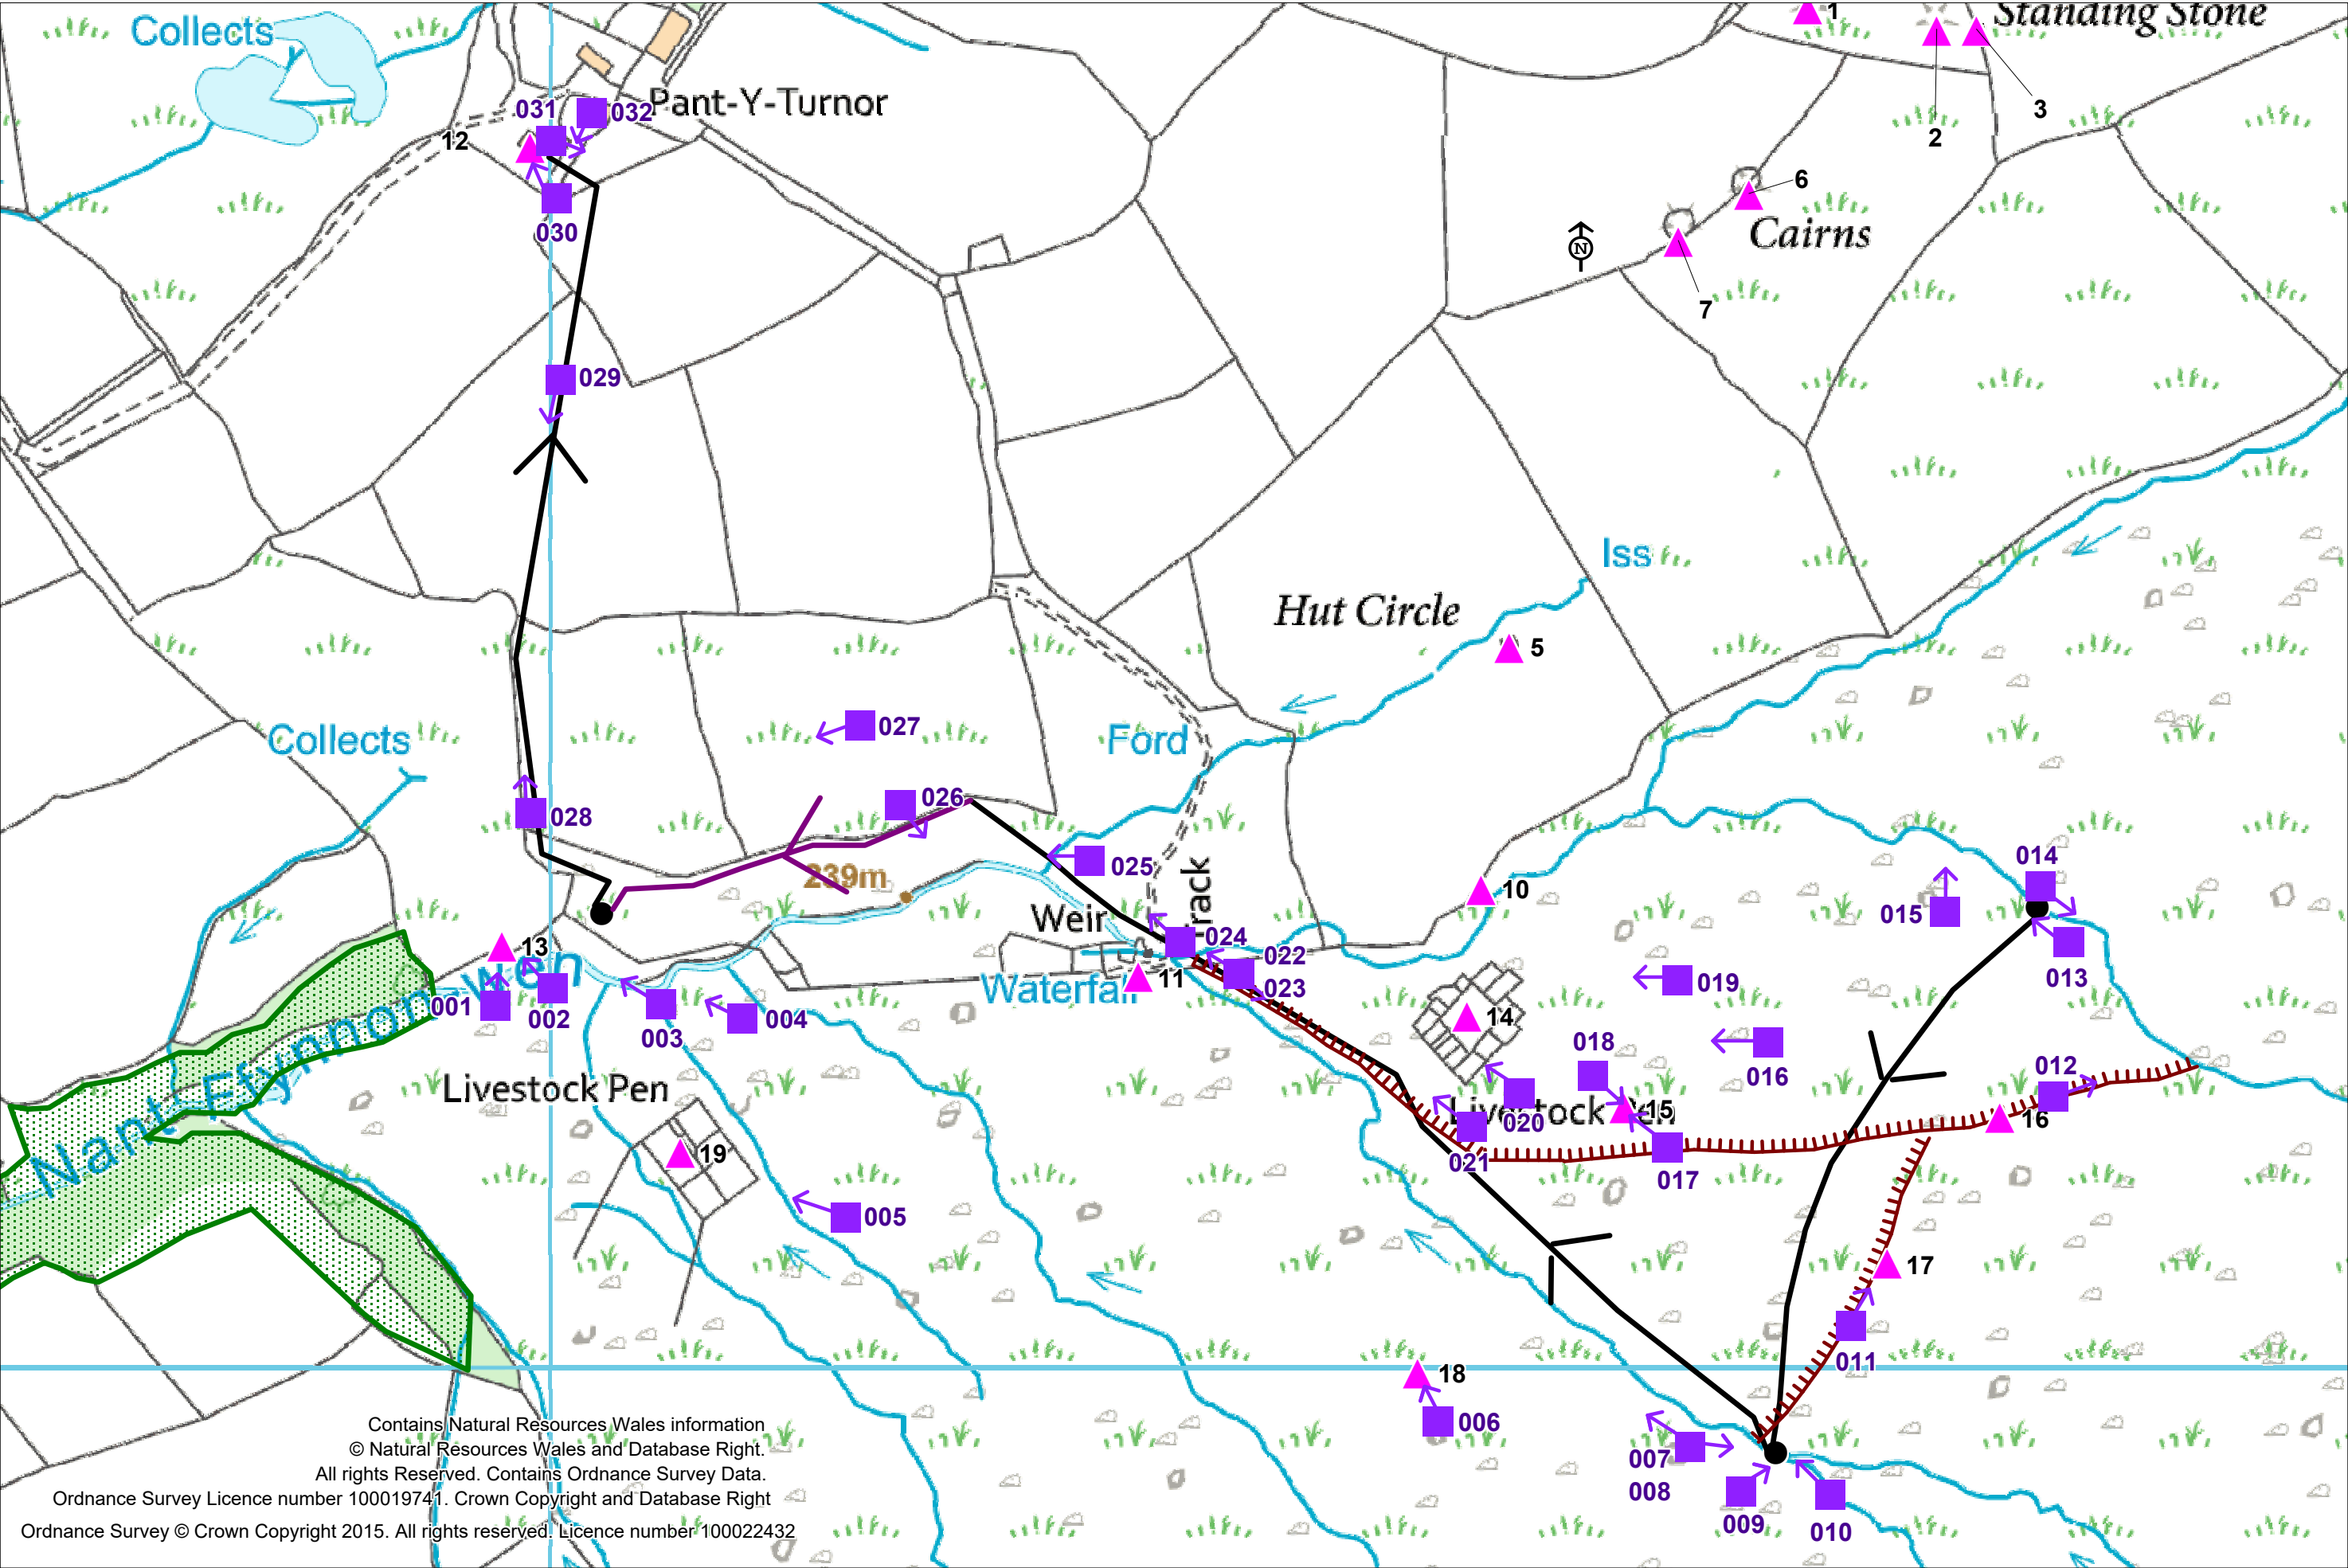 Collects
1
Standing Stone
2
3
031
032
Pant-Y-Turnor
12
030
6
Cairns
N
7
029
Iss
Hut Circle
5
Collects
027
Ford
026
028
025
239m
Track
10
014
015
Weir
024
022
013
13
Waterfall
11
023
019
001
002
003
004
14
Nant Ffynnon Wen
018
016
012
Livestock Pen
Livestock Pen
15
020
16
19
021
017
005
17
011
18
006
007
008
009
010
Contains Natural Resources Wales information
© Natural Resources Wales and Database Right.
All rights Reserved. Contains Ordnance Survey Data.
Ordnance Survey Licence number 100019741. Crown Copyright and Database Right
Ordnance Survey © Crown Copyright 2015. All rights reserved. Licence number 100022432